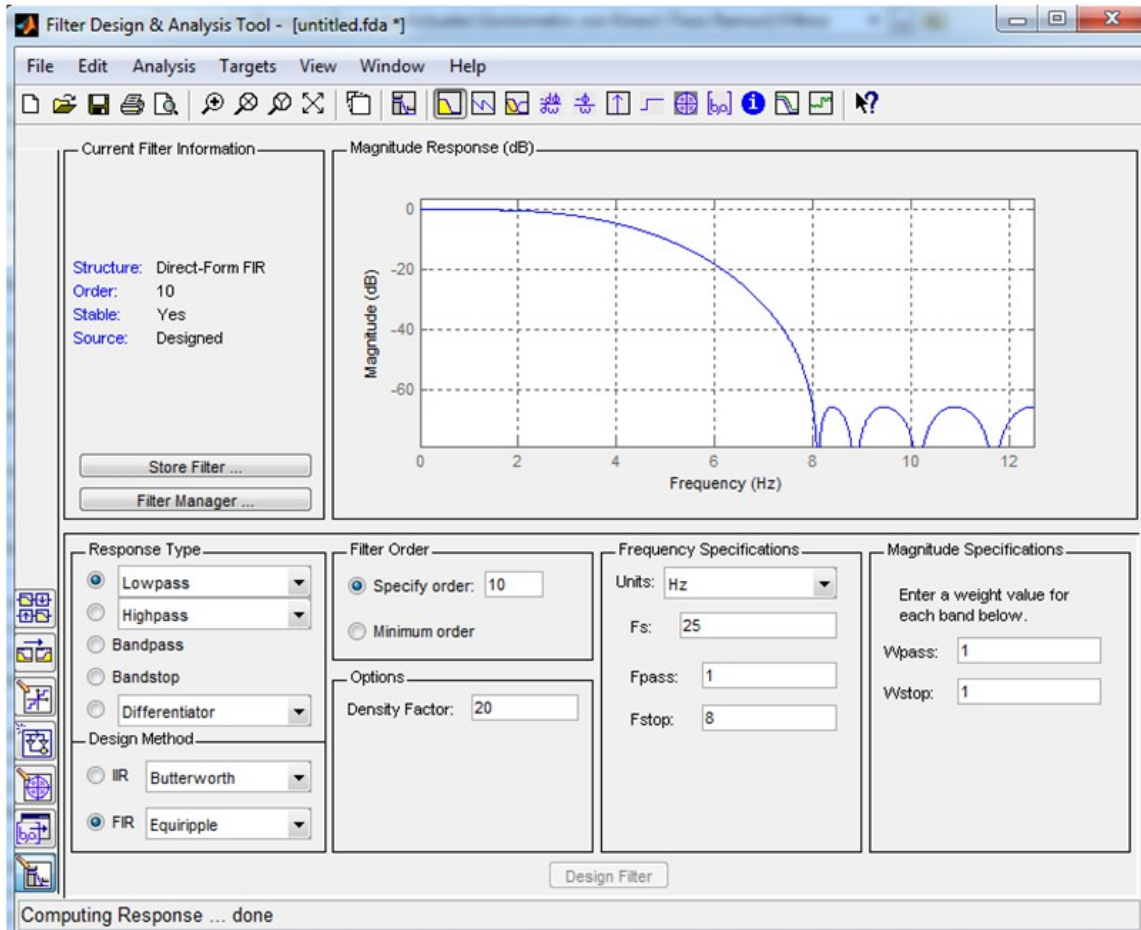 Filter Design & Analysis Tool - [untitled.fda *]
File Edit Analysis Targets View Window Help
Current Filter Information
Structure: Direct-Form FIR
Order: 10
Stable: Yes
Source: Designed
Store Filter ...
Filter Manager ...
Magnitude Response (dB)
Magnitude (dB)
0
-20
-40
-60
0 2 4 6 8 10 12
Frequency (Hz)
Response Type
Lowpass
Highpass
Bandpass
Bandstop
Differentiator
Design Method
IIR Butterworth
FIR Equiripple
Filter Order
Specify order: 10
Minimum order
Options
Density Factor: 20
Frequency Specifications
Units: Hz
Fs: 25
Fpass: 1
Fstop: 8
Magnitude Specifications
Enter a weight value for
each band below.
Wpass: 1
Wstop: 1
Design Filter
Computing Response ... done